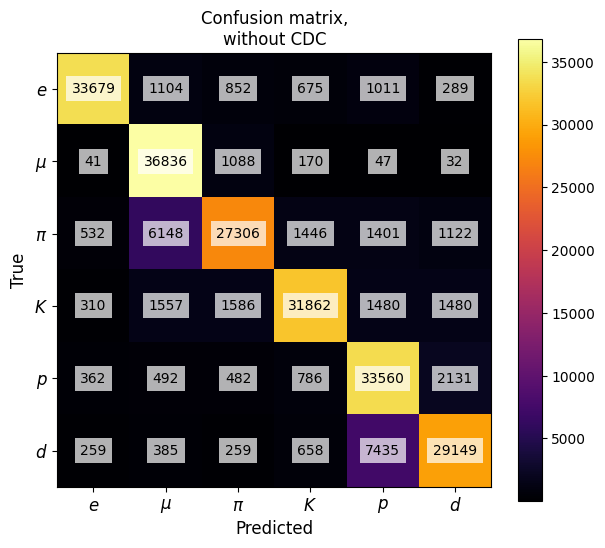 Confusion matrix,
without CDC
e 33679 1104 852 675 1011 289
μ 41 36836 1088 170 47 32
π 532 6148 27306 1446 1401 1122
K 310 1557 1586 31862 1480 1480
p 362 492 482 786 33560 2131
d 259 385 259 658 7435 29149
e μ π K p d
Predicted
True
35000
30000
25000
20000
15000
10000
5000